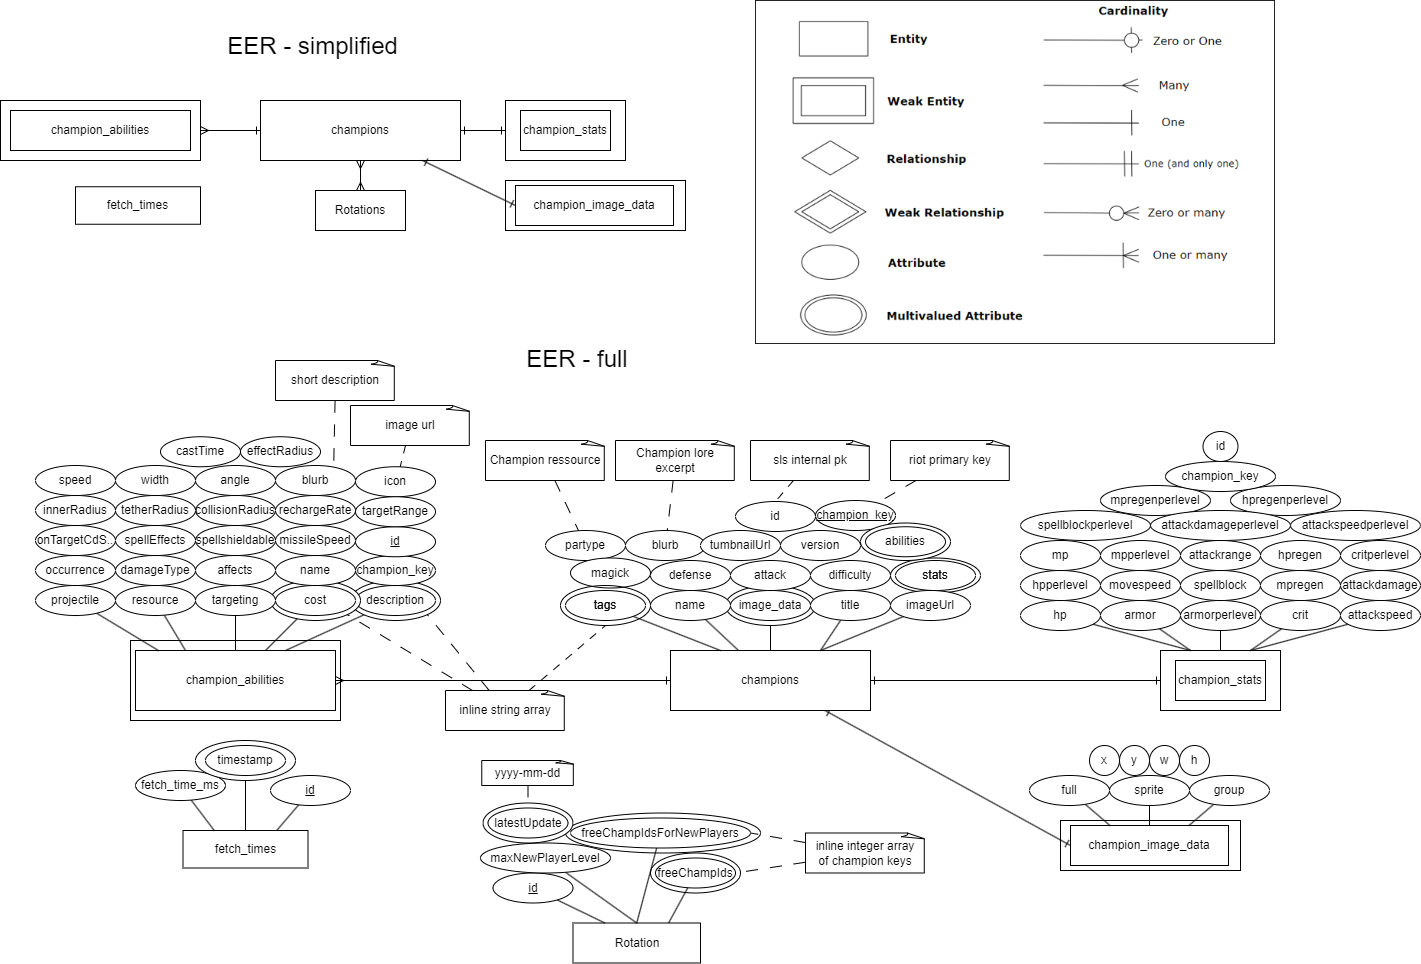 EER - simplified
champion_abilities
champions
champion_stats
fetch_times
Rotations
champion_image_data
Cardinality
Entity
Zero or One
Many
Weak Entity
One
Relationship
One (and only one)
Weak Relationship
Zero or many
Attribute
One or many
Multivalued Attribute
EER - full
short description
image url
castTime
effectRadius
speed
width
angle
blurb
icon
innerRadius
tetherRadius
collisionRadius
rechargeRate
targetRange
onTargetCdS...
spellEffects
spellshieldable
missileSpeed
id
occurrence
damageType
affects
name
champion_key
projectile
resource
targeting
cost
description
champion_abilities
Champion ressource
Champion lore
excerpt
sls internal pk
riot primary key
id
champion_key
partype
blurb
tumbnailUrl
version
abilities
magick
defense
attack
difficulty
stats
tags
name
image_data
title
imageUrl
champions
inline string array
id
champion_key
mpregenperlevel
hpregenperlevel
spellblockperlevel
attackdamageperlevel
attackspeedperlevel
mp
mpperlevel
attackrange
hpregen
critperlevel
hpperlevel
movespeed
spellblock
mpregen
attackdamage
hp
armor
armorperlevel
crit
attackspeed
champion_stats
timestamp
fetch_time_ms
id
fetch_times
yyyy-mm-dd
latestUpdate
freeChampIdsForNewPlayers
maxNewPlayerLevel
freeChampIds
id
inline integer array
of champion keys
Rotation
x
y
w
h
full
sprite
group
champion_image_data